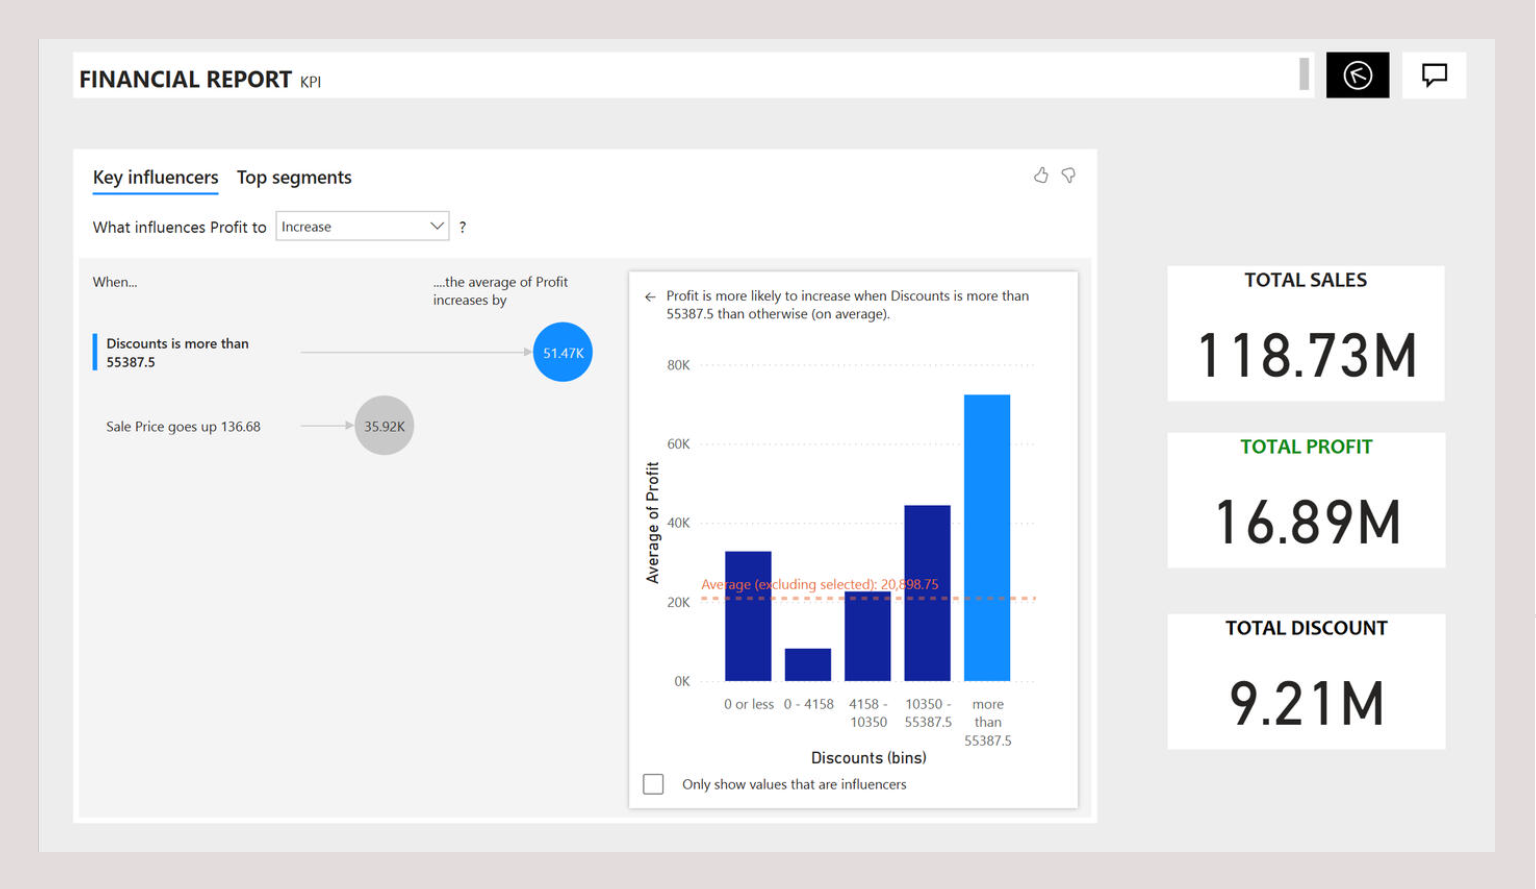 FINANCIAL REPORT KPI
Key influencers Top segments
What influences Profit to Increase ?
When...
....the average of Profit
increases by
Discounts is more than
55387.5
51.47K
Sale Price goes up 136.68
35.92K
Profit is more likely to increase when Discounts is more than
55387.5 than otherwise (on average).
Average of Profit
80K
60K
40K
20K
0K
Average (excluding selected): 20,898.75
0 or less
0 - 4158
4158 -
10350
10350 -
55387.5
more
than
55387.5
Discounts (bins)
Only show values that are influencers
TOTAL SALES
118.73M
TOTAL PROFIT
16.89M
TOTAL DISCOUNT
9.21M